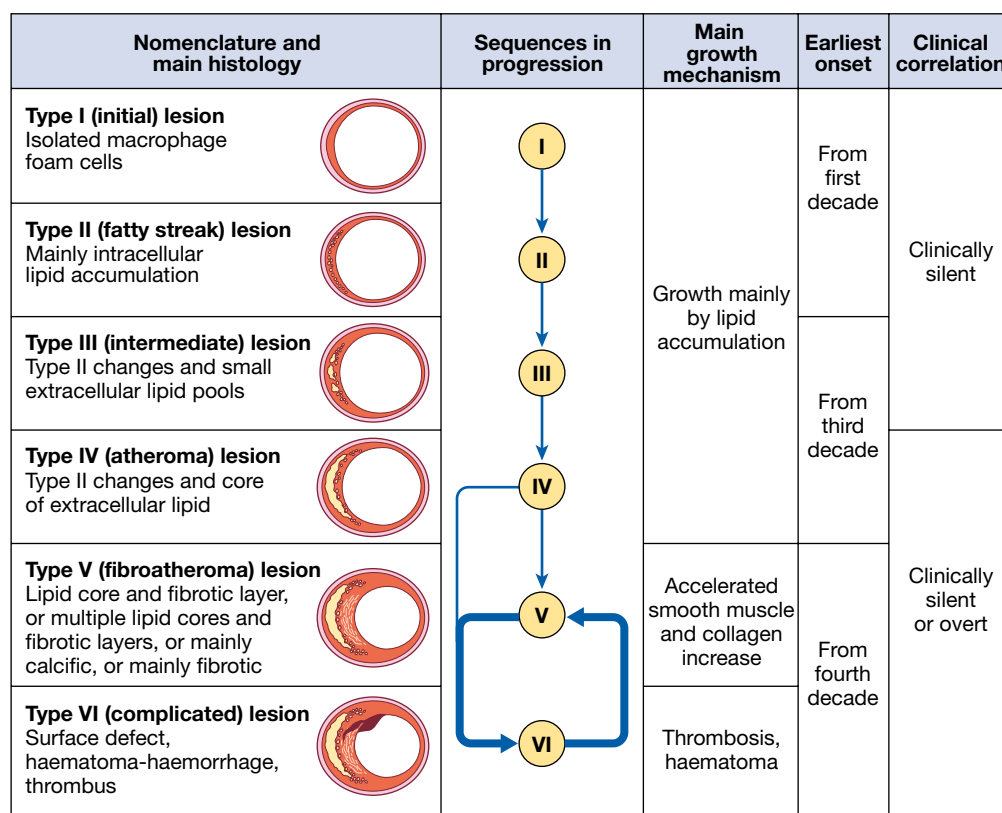 Nomenclature and
main histology
Sequences in
progression
Main
growth
mechanism
Earliest
onset
Clinical
correlation
Type I (initial) lesion
Isolated macrophage
foam cells
I
From
first
decade
Type II (fatty streak) lesion
Mainly intracellular
lipid accumulation
II
Growth mainly
by lipid
accumulation
Clinically
silent
Type III (intermediate) lesion
Type II changes and small
extracellular lipid pools
III
From
third
decade
Type IV (atheroma) lesion
Type II changes and core
of extracellular lipid
IV
Type V (fibroatheroma) lesion
Lipid core and fibrotic layer,
or multiple lipid cores and
fibrotic layers, or mainly
calcific, or mainly fibrotic
V
Accelerated
smooth muscle
and collagen
increase
From
fourth
decade
Clinically
silent
or overt
Type VI (complicated) lesion
Surface defect,
haematoma-haemorrhage,
thrombus
VI
Thrombosis,
haematoma